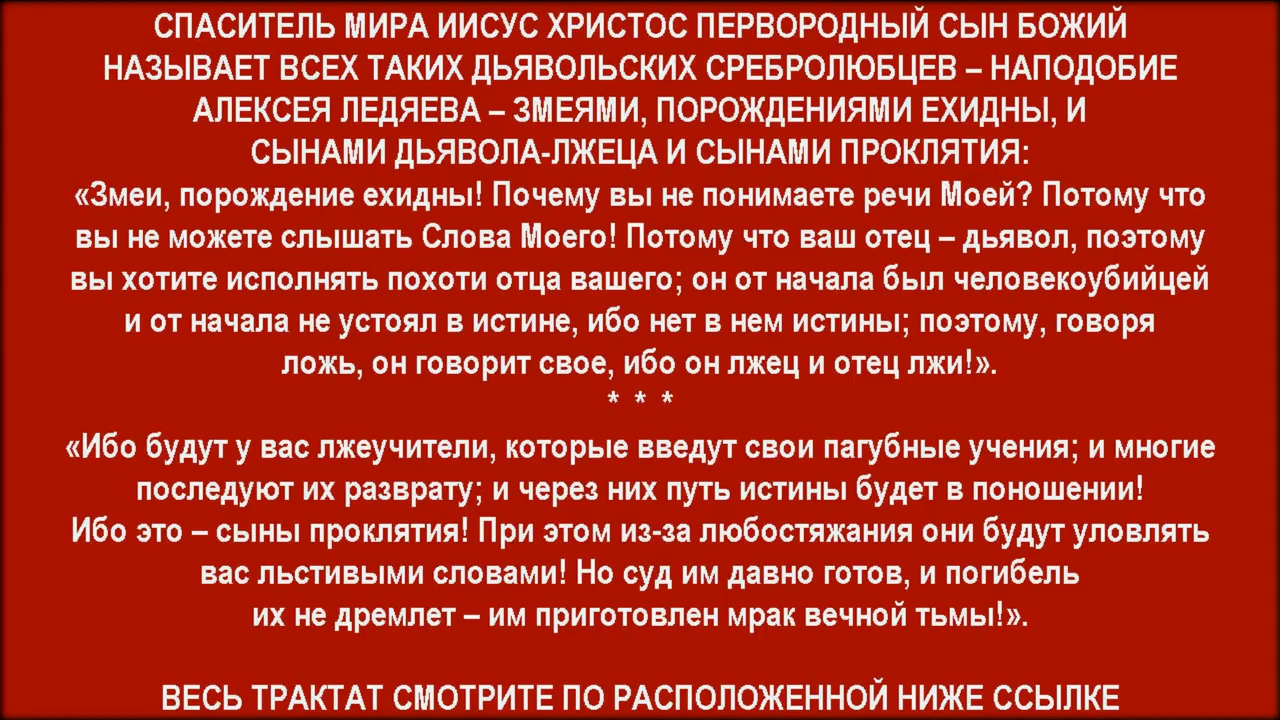 СПАСИТЕЛЬ МИРА ИИСУС ХРИСТОС ПЕРВОРОДНЫЙ СЫН БОЖИЙ
НАЗЫВАЕТ ВСЕХ ТАКИХ ДЬЯВОЛЬСКИХ СРЕБРОЛЮБЦЕВ – НАПОДОБИЕ
АЛЕКСЕЯ ЛЕДЯЕВА – ЗМЕЯМИ, ПОРОЖДЕНИЯМИ ЕХИДНЫ, И
СЫНАМИ ДЬЯВОЛА-ЛЖЕЦА И СЫНАМИ ПРОКЛЯТИЯ:
«Змеи, порождение ехидны! Почему вы не понимаете речи Моей? Потому что
вы не можете слышать Слова Моего! Потому что ваш отец – дьявол, поэтому
вы хотите исполнять похоти отца вашего; он от начала был человекоубийцей
и от начала не устоял в истине, ибо нет в нем истины; поэтому, говоря
ложь, он говорит свое, ибо он лжец и отец лжи!».
* * *
«Ибо будут у вас лжеучители, которые введут свои пагубные учения; и многие
последуют их разврату; и через них путь истины будет в поношении!
Ибо это – сыны проклятия! При этом из-за любостяжания они будут уловлять
вас льстивыми словами! Но суд им давно готов, и погибель
их не дремлет – им приготовлен мрак вечной тьмы!».
ВЕСЬ ТРАКТАТ СМОТРИТЕ ПО РАСПОЛОЖЕННОЙ НИЖЕ ССЫЛКЕ